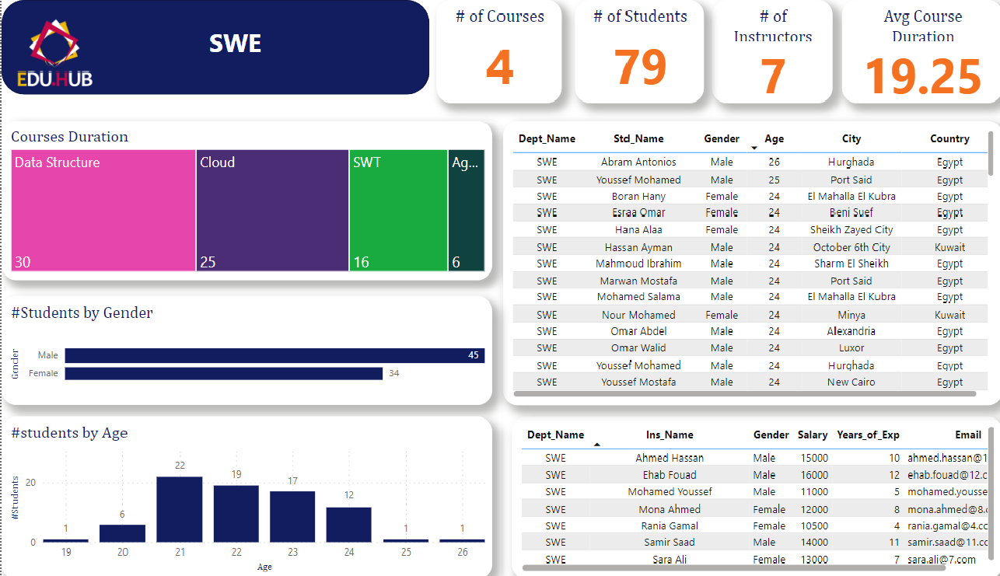 EDU.HUB
SWE
# of Courses
4
# of Students
79
# of
Instructors
7
Avg Course
Duration
19.25
Courses Duration
Data Structure
30
Cloud
25
SWT
16
Ag...
6
#Students by Gender
Gender
Male 45
Female 34
#students by Age
#Students
20
0
1 6 22 19 17 12 1 1
19 20 21 22 23 24 25 26
Age
Dept_Name Std_Name Gender Age City Country
SWE Abram Antonios Male 26 Hurghada Egypt
SWE Youssef Mohamed Male 25 Port Said Egypt
SWE Boran Hany Female 24 El Mahalla El Kubra Egypt
SWE Esraa Omar Female 24 Beni Suef Egypt
SWE Hana Alaa Female 24 Sheikh Zayed City Egypt
SWE Hassan Ayman Male 24 October 6th City Kuwait
SWE Mahmoud Ibrahim Male 24 Sharm El Sheikh Egypt
SWE Marwan Mostafa Male 24 Port Said Egypt
SWE Mohamed Salama Male 24 El Mahalla El Kubra Egypt
SWE Nour Mohamed Female 24 Minya Kuwait
SWE Omar Abdel Male 24 Alexandria Egypt
SWE Omar Walid Male 24 Luxor Egypt
SWE Youssef Mohamed Male 24 Hurghada Egypt
SWE Youssef Mostafa Male 24 New Cairo Egypt
Dept_Name Ins_Name Gender Salary Years_of_Exp Email
SWE Ahmed Hassan Male 15000 10 ahmed.hassan@1
SWE Ehab Fouad Male 16000 12 ehab.fouad@12.c
SWE Mohamed Youssef Male 11000 5 mohamed.yousse
SWE Mona Ahmed Female 12000 8 mona.ahmed@8.
SWE Rania Gamal Female 10500 4 rania.gamal@4.cc
SWE Samir Saad Male 14000 11 samir.saad@11.cc
SWE Sara Ali Female 13000 7 sara.ali@7.com